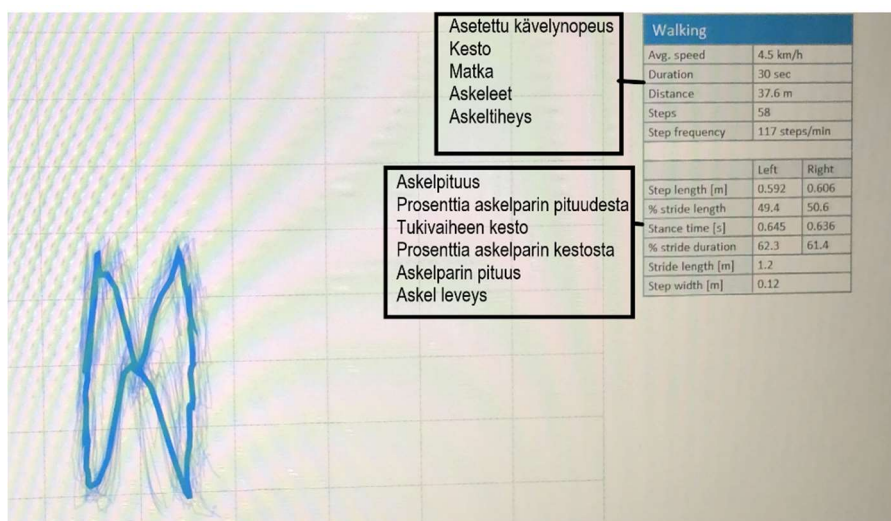 Asetettu kävelynopeus
Kesto
Matka
Askeleet
Askeltiheys
Askelpituus
Prosenttia askelparin pituudesta
Tukivaiheen kesto
Prosenttia askelparin kestosta
Askelparin pituus
Askel leveys
Walking
Avg. speed 4.5 km/h
Duration 30 sec
Distance 37.6 m
Steps 58
Step frequency 117 steps/min
Left Right
Step length [m] 0.592 0.606
% stride length 49.4 50.6
Stance time [s] 0.645 0.636
% stride duration 62.3 61.4
Stride length [m] 1.2
Step width [m] 0.12